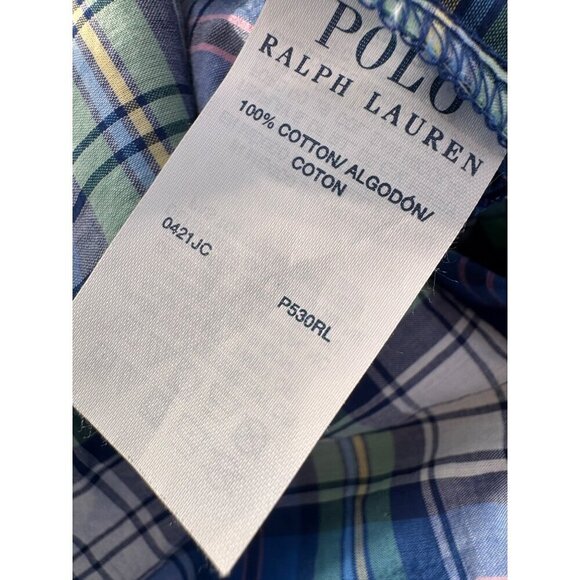 POLO
RALPH LAUREN
100% COTTON/ ALGODÓN/
COTON
0421JC
P530RL